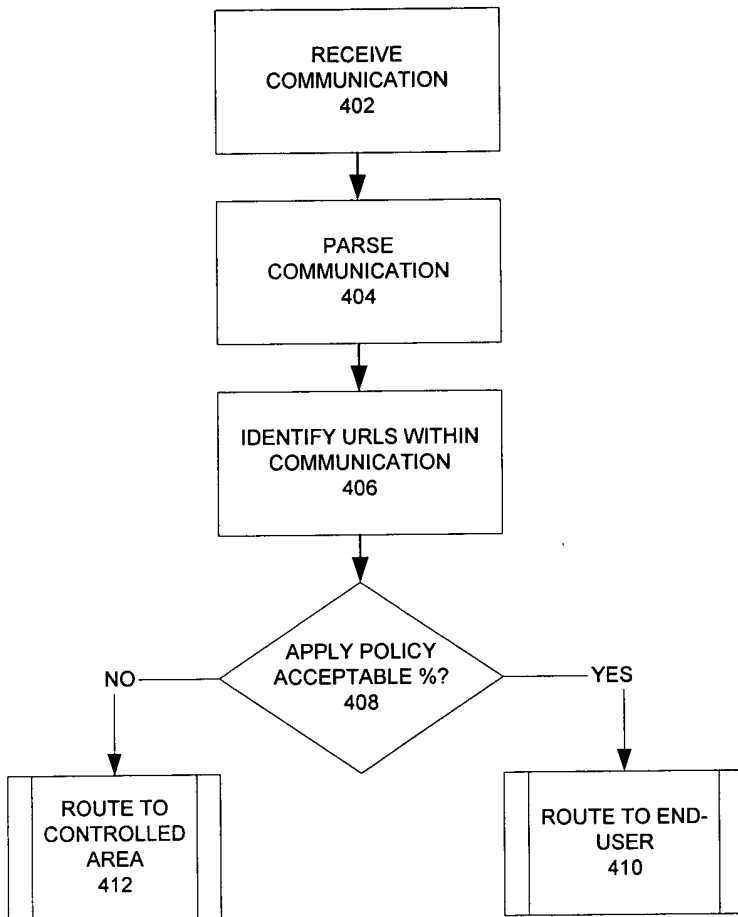 RECEIVE
COMMUNICATION
402
PARSE
COMMUNICATION
404
IDENTIFY URLS WITHIN
COMMUNICATION
406
APPLY POLICY
ACCEPTABLE %?
408
NO
YES
ROUTE TO
CONTROLLED
AREA
412
ROUTE TO END-
USER
410